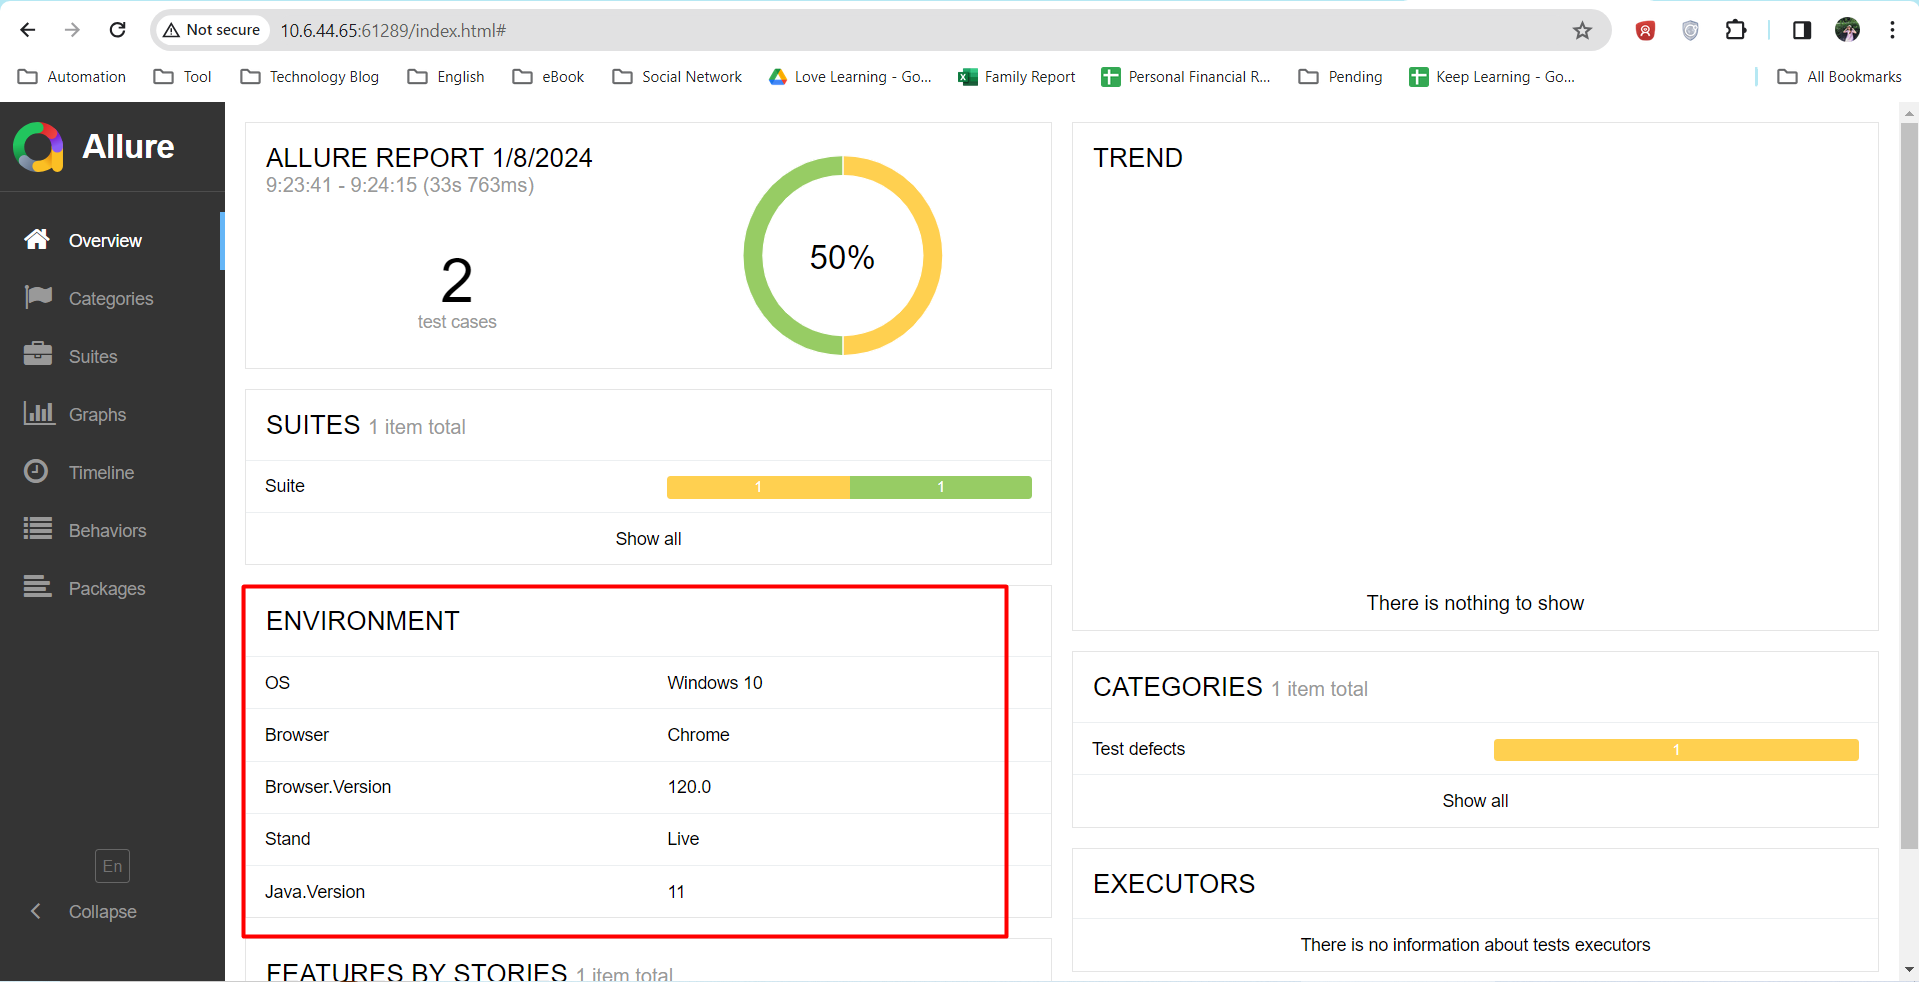 Not secure 10.6.44.65:61289/index.html#
Automation Tool Technology Blog English eBook Social Network Love Learning - Go... Family Report Personal Financial R... Pending Keep Learning - Go... All Bookmarks
Allure
Overview
Categories
Suites
Graphs
Timeline
Behaviors
Packages
En
Collapse
ALLURE REPORT 1/8/2024
9:23:41 - 9:24:15 (33s 763ms)
2
test cases
50%
SUITES 1 item total
Suite 1 1
Show all
ENVIRONMENT
OS Windows 10
Browser Chrome
Browser.Version 120.0
Stand Live
Java.Version 11
FEATURES BY STORIES 1 item total
TREND
There is nothing to show
CATEGORIES 1 item total
Test defects 1
Show all
EXECUTORS
There is no information about tests executors